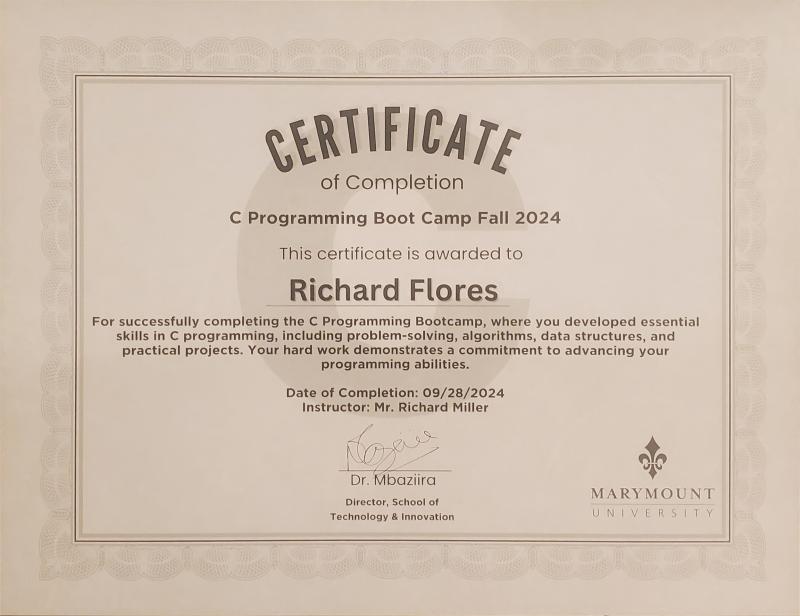 CERTIFICATE
of Completion
C Programming Boot Camp Fall 2024
This certificate is awarded to
Richard Flores
For successfully completing the C Programming Bootcamp, where you developed essential
skills in C programming, including problem-solving, algorithms, data structures, and
practical projects. Your hard work demonstrates a commitment to advancing your
programming abilities.
Date of Completion: 09/28/2024
Instructor: Mr. Richard Miller
Dr. Mbaziira
Director, School of
Technology & Innovation
MARYMOUNT
UNIVERSITY